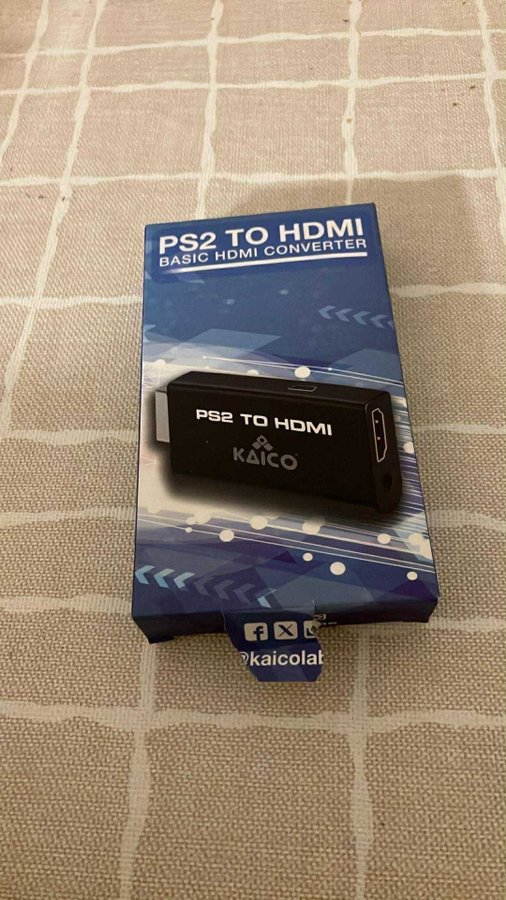 PS2 TO HDMI
BASIC HDMI CONVERTER
PS2 TO HDMI
KAICO
f X
@kaicolab